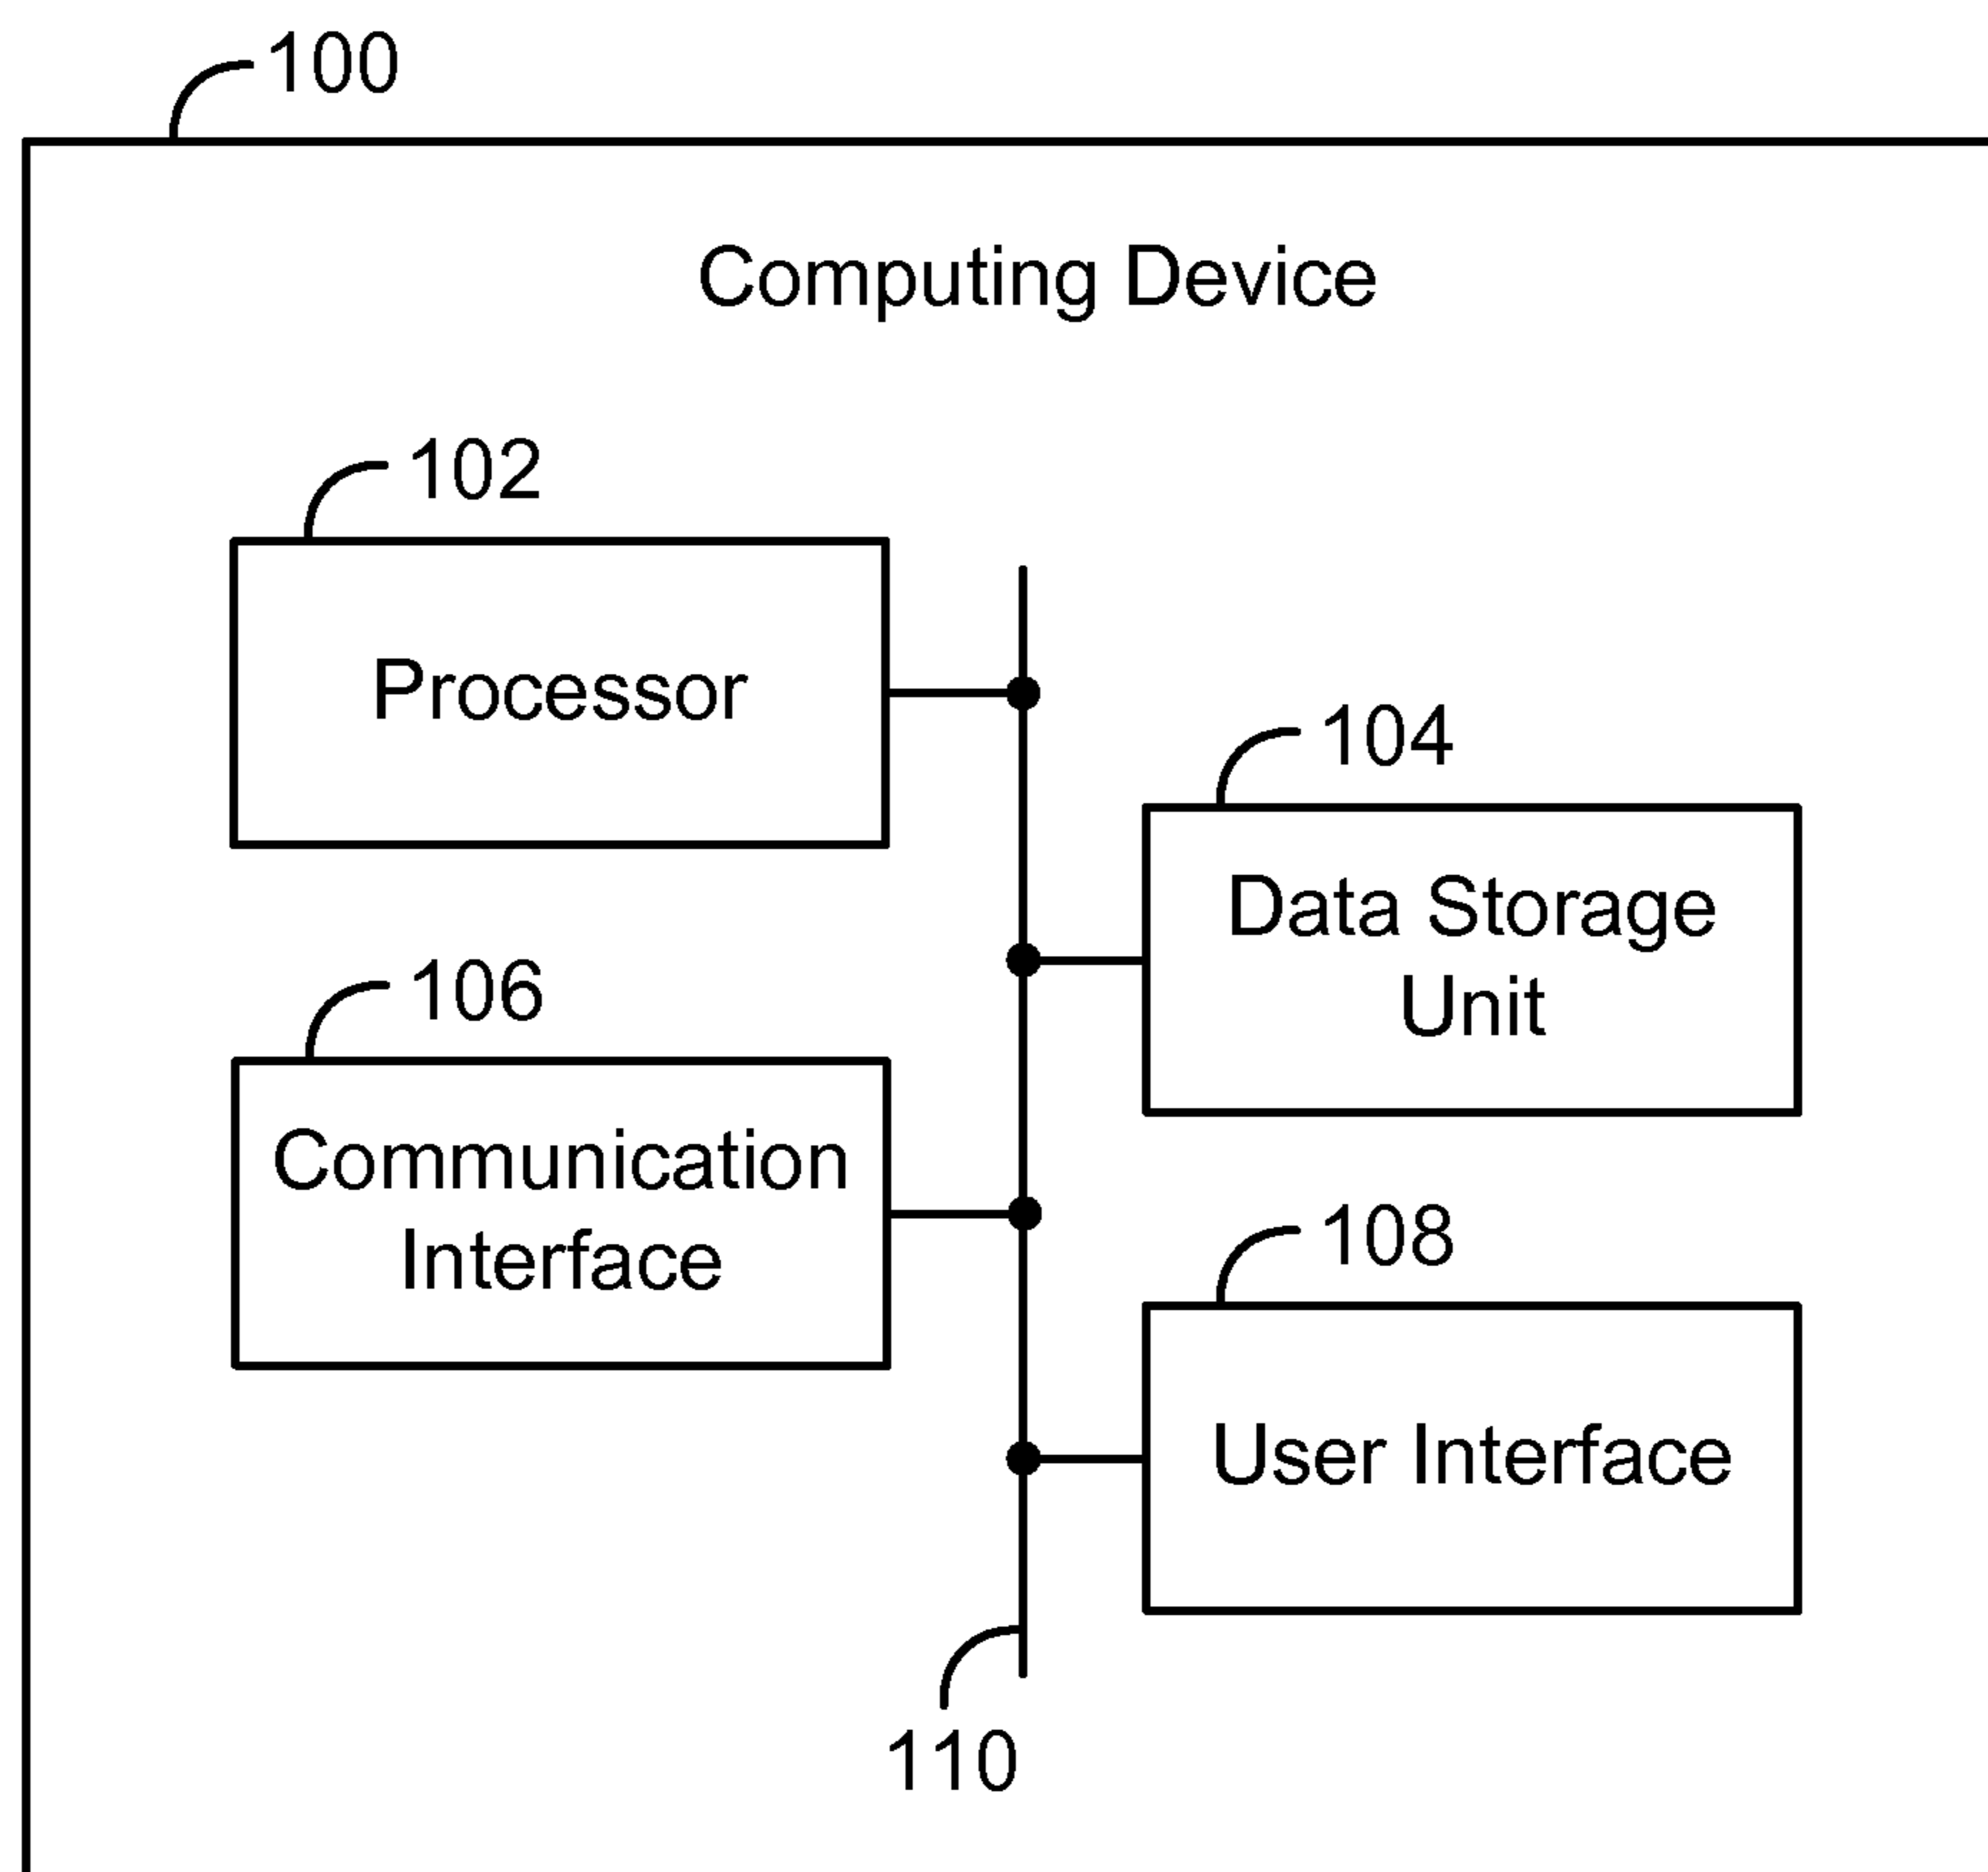 100
Computing Device
102
Processor
104
Data Storage
Unit
106
Communication
Interface
108
User Interface
110